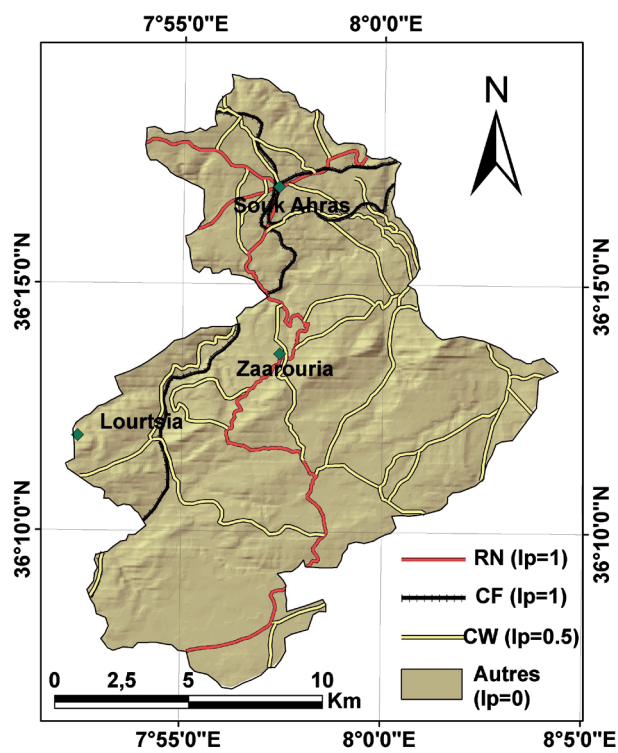 7°55'0"E 8°0'0"E
N
Souk Ahras
36°15'0"N 36°15'0"N
Zaarouria
Lourtsia
36°10'0"N 36°10'0"N
RN (Ip=1)
CF (Ip=1)
CW (Ip=0.5)
Autres
(Ip=0)
0 2,5 5 10
Km
7°55'0"E 8°0'0"E 8°5'0"E